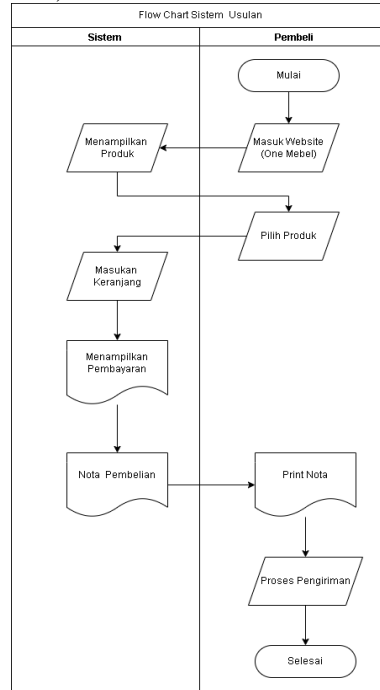 Flow Chart Sistem Usulan
Sistem
Pembeli
Mulai
Masuk Website
(One Mebel)
Menampilkan
Produk
Pilih Produk
Masukan
Keranjang
Menampilkan
Pembayaran
Nota Pembelian
Print Nota
Proses Pengiriman
Selesai